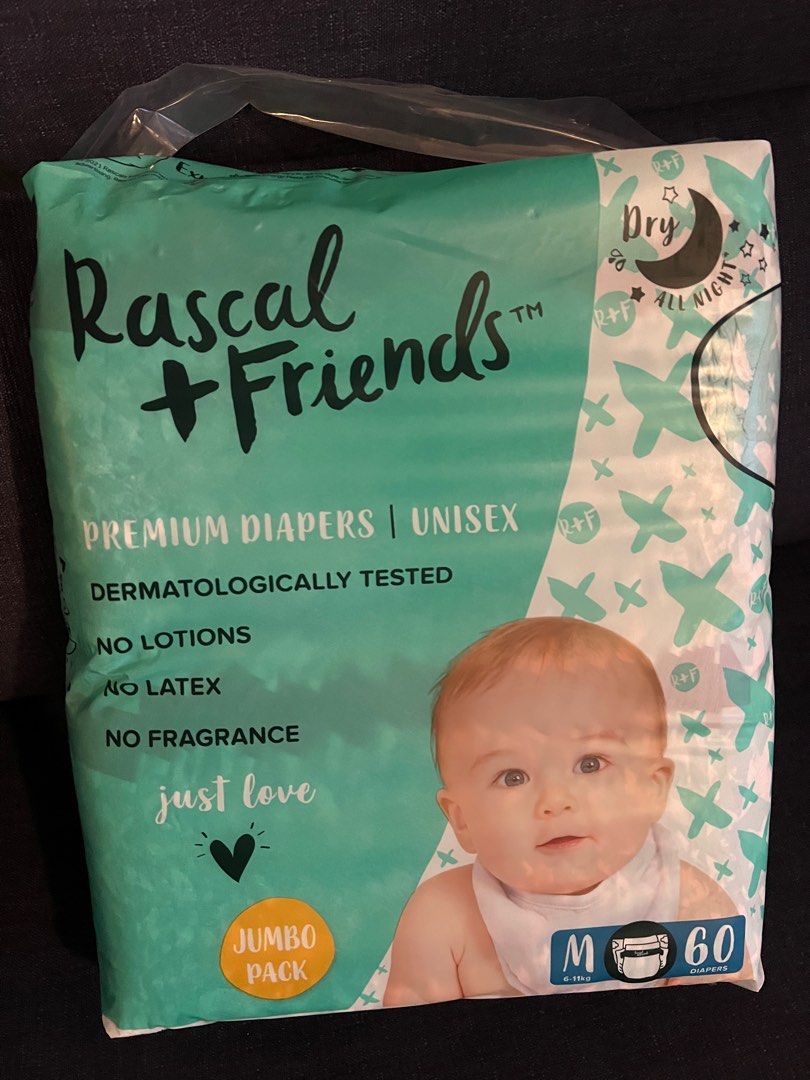 Rascal
+Friends™
PREMIUM DIAPERS | UNISEX
DERMATOLOGICALLY TESTED
NO LOTIONS
NO LATEX
NO FRAGRANCE
just love
JUMBO
PACK
Dry
ALL NIGHT*
R+F
R+F
R+F
R+F
M
6-11kg
60
DIAPERS